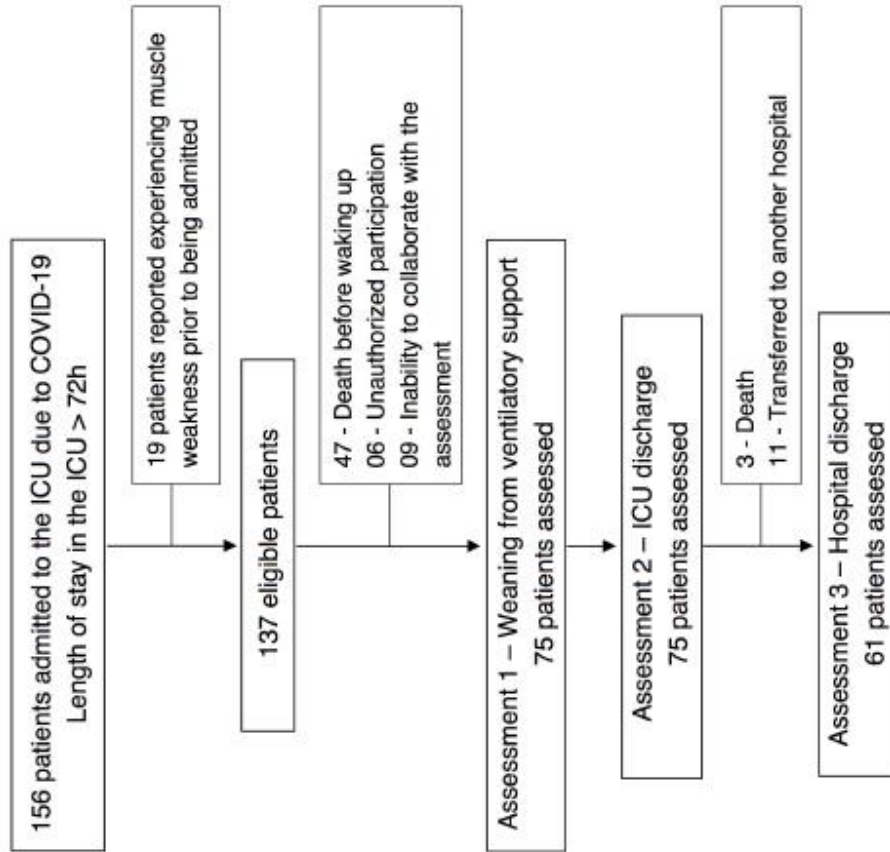 156 patients admitted to the ICU due to COVID-19
Length of stay in the ICU > 72h
19 patients reported experiencing muscle
weakness prior to being admitted
137 eligible patients
47 - Death before waking up
06 - Unauthorized participation
09 - Inability to collaborate with the
assessment
Assessment 1 – Weaning from ventilatory support
75 patients assessed
Assessment 2 – ICU discharge
75 patients assessed
3 - Death
11 - Transferred to another hospital
Assessment 3 – Hospital discharge
61 patients assessed